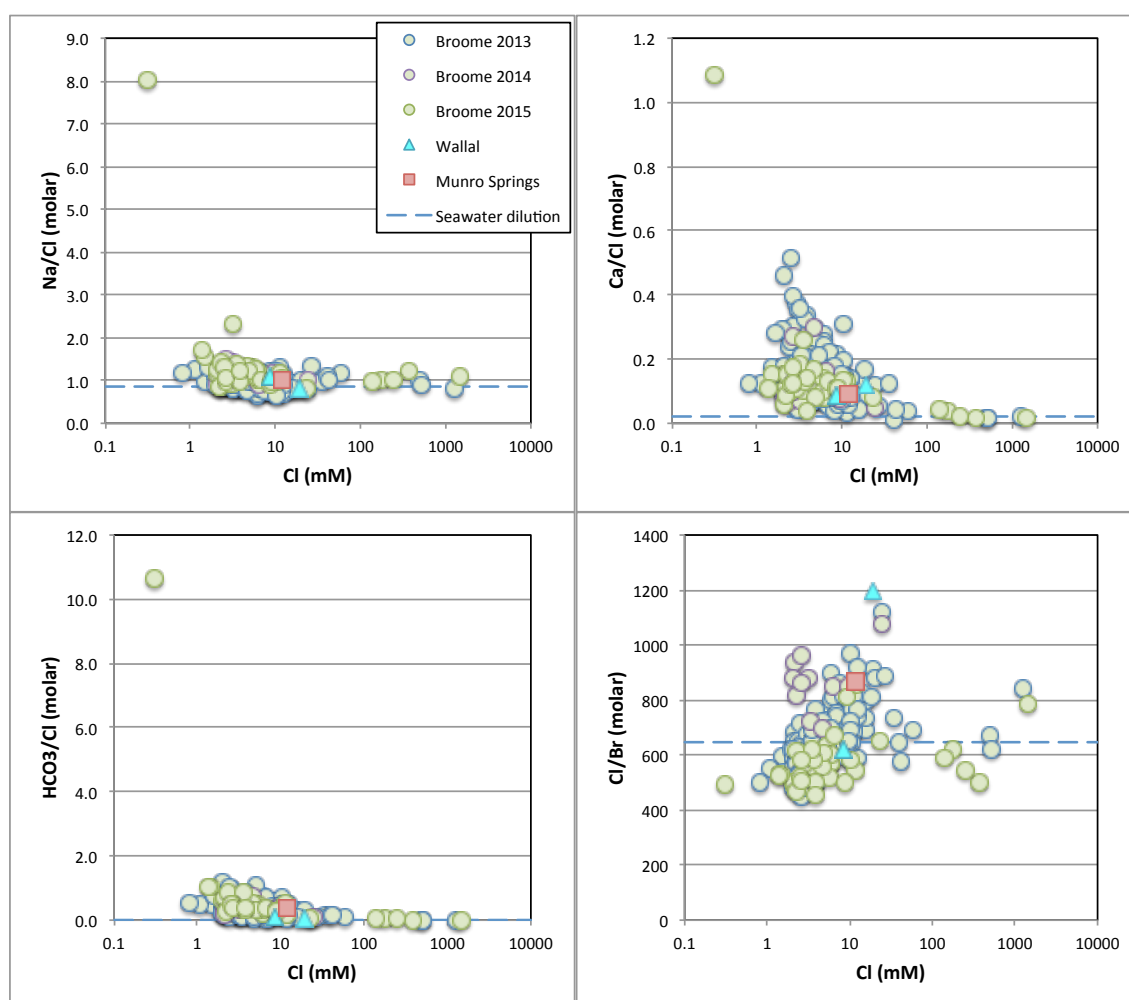 9.0
8.0
7.0
6.0
5.0
4.0
3.0
2.0
1.0
0.0
Na/Cl (molar)
0.1 1 10 100 1000 10000
Cl (mM)
Broome 2013
Broome 2014
Broome 2015
Wallal
Munro Springs
Seawater dilution
1.2
1.0
0.8
0.6
0.4
0.2
0.0
Ca/Cl (molar)
0.1 1 10 100 1000 10000
Cl (mM)
12.0
10.0
8.0
6.0
4.0
2.0
0.0
HCO3/Cl (molar)
0.1 1 10 100 1000 10000
Cl (mM)
1400
1200
1000
800
600
400
200
0
Cl/Br (molar)
0.1 1 10 100 1000 10000
Cl (mM)